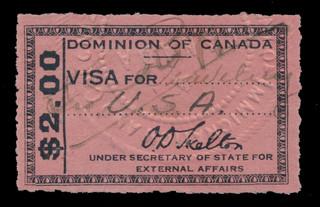 DOMINION OF CANADA
VISA FOR
U.S.A.
$2.00
O D Skelton
UNDER SECRETARY OF STATE FOR
EXTERNAL AFFAIRS